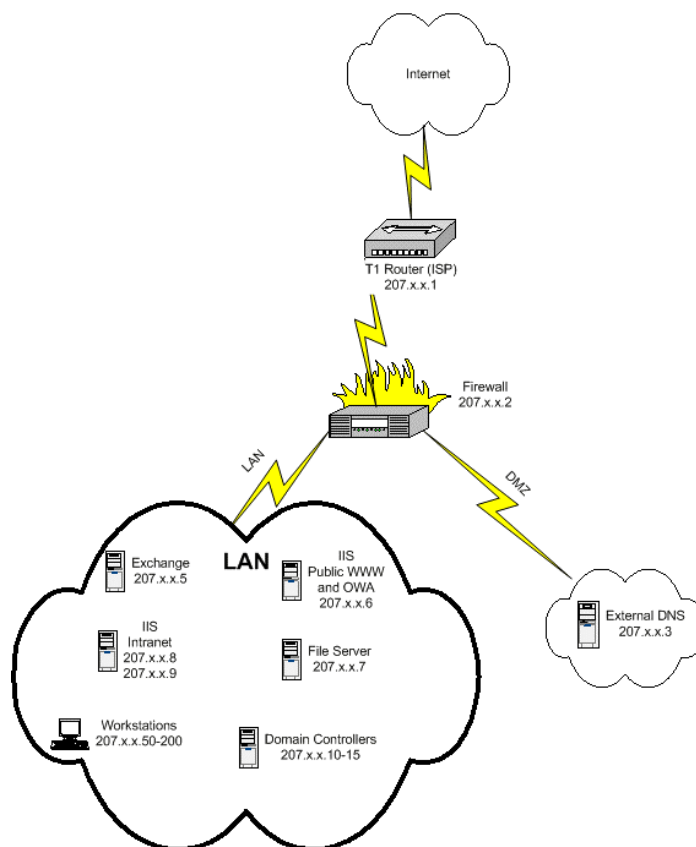 Internet
T1 Router (ISP)
207.x.x.1
Firewall
207.x.x.2
LAN
DMZ
LAN
Exchange
207.x.x.5
IIS
Public WWW
and OWA
207.x.x.6
External DNS
207.x.x.3
IIS
Intranet
207.x.x.8
207.x.x.9
File Server
207.x.x.7
Workstations
207.x.x.50-200
Domain Controllers
207.x.x.10-15